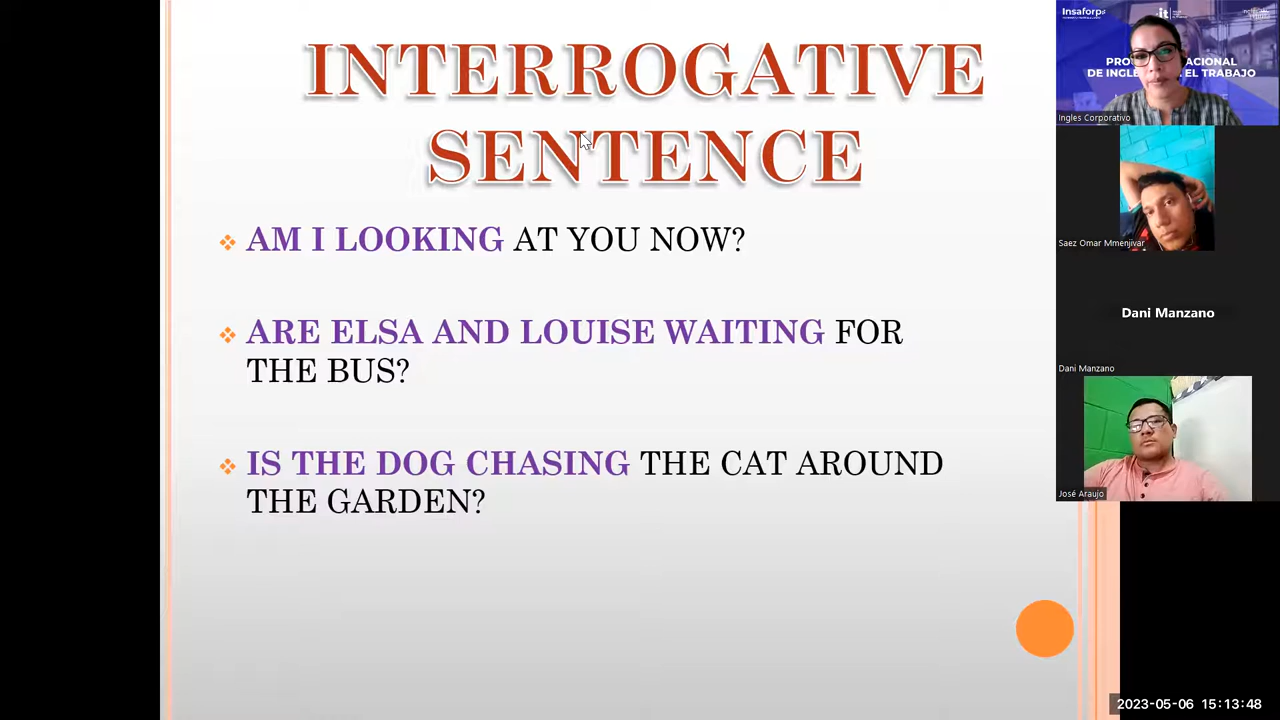 INTERROGATIVE
SENTENCE
AM I LOOKING AT YOU NOW?
ARE ELSA AND LOUISE WAITING FOR
THE BUS?
IS THE DOG CHASING THE CAT AROUND
THE GARDEN?
Insaforp
it
PRO ACIONAL
DE INGLE EL TRABAJO
Ingles Corporativo
Saez Omar Mmenjivar
Dani Manzano
Dani Manzano
José Araujo
2023-05-06 15:13:48